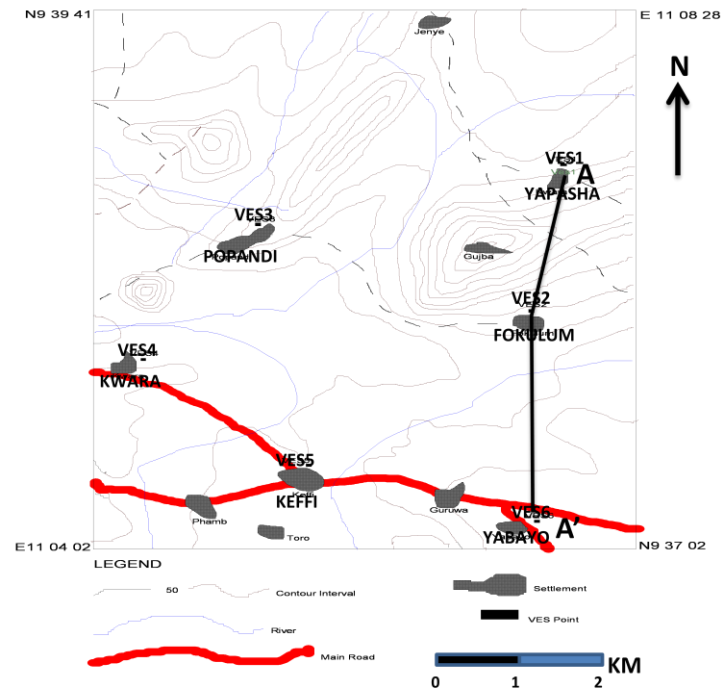 N9 39 41
E 11 08 28
Jenye
N
VES1
A
YAPASHA
VES3
POPANDI
Gujba
VES2
FOKULUM
VES4
KWARA
VES5
Keffi
KEFFI
Phamb
Toro
Guruwa
VES6
A'
YABAYO
E11 04 02
N9 37 02
LEGEND
50
Contour Interval
Settlement
VES Point
River
Main Road
KM
0 1 2